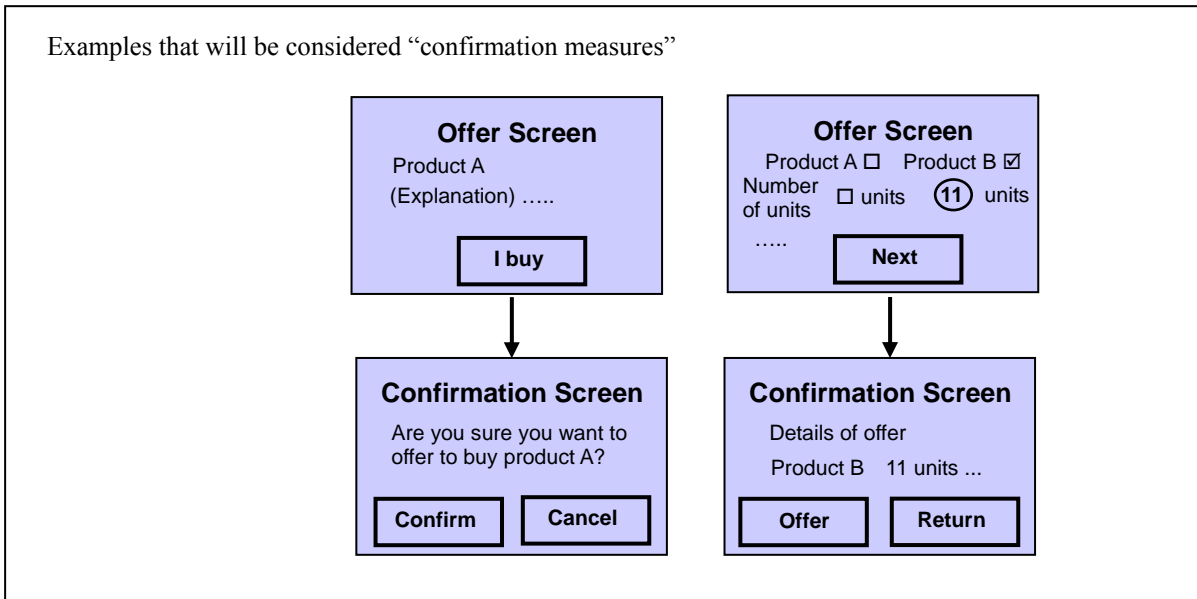 Examples that will be considered “confirmation measures”
Offer Screen
Product A
(Explanation) …..
I buy
Confirmation Screen
Are you sure you want to
offer to buy product A?
Confirm Cancel
Offer Screen
Product A ☐ Product B ☑
Number
of units ☐ units 11 units
…..
Next
Confirmation Screen
Details of offer
Product B 11 units ...
Offer Return